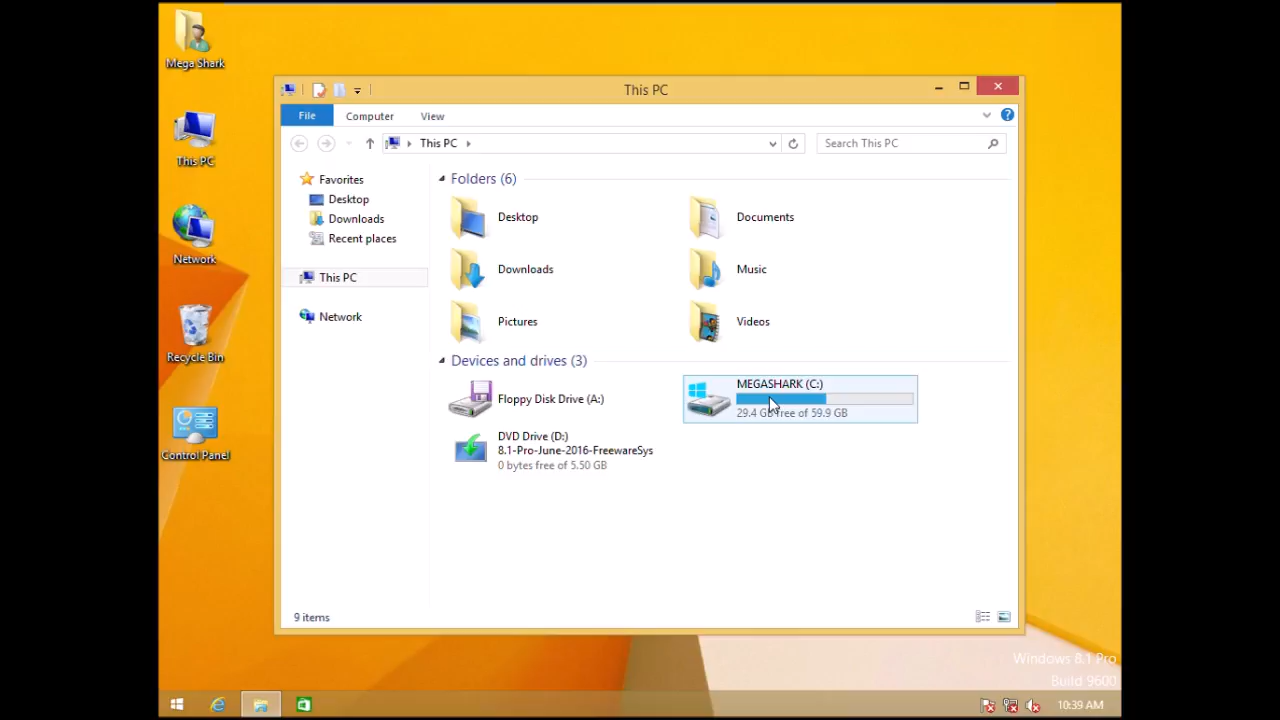 Mega Shark
This PC
Network
Recycle Bin
Control Panel
This PC
File
Computer
View
This PC
Search This PC
Favorites
Desktop
Downloads
Recent places
This PC
Network
Folders (6)
Desktop
Documents
Downloads
Music
Pictures
Videos
Devices and drives (3)
Floppy Disk Drive (A:)
MEGASHARK (C:)
29.4 GB free of 59.9 GB
DVD Drive (D:)
8.1-Pro-June-2016-FreewareSys
0 bytes free of 5.50 GB
9 items
Windows 8.1 Pro
Build 9600
10:39 AM